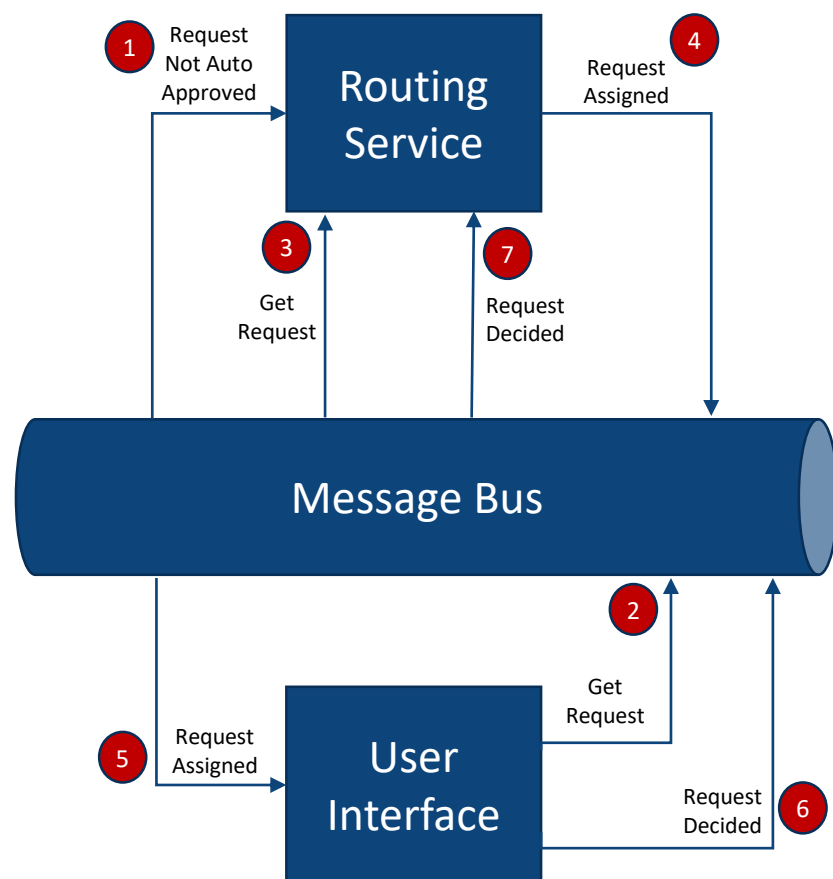 1
Request
Not Auto
Approved
Routing
Service
4
Request
Assigned
3
Get
Request
7
Request
Decided
Message Bus
2
Get
Request
5
Request
Assigned
User
Interface
Request
Decided
6